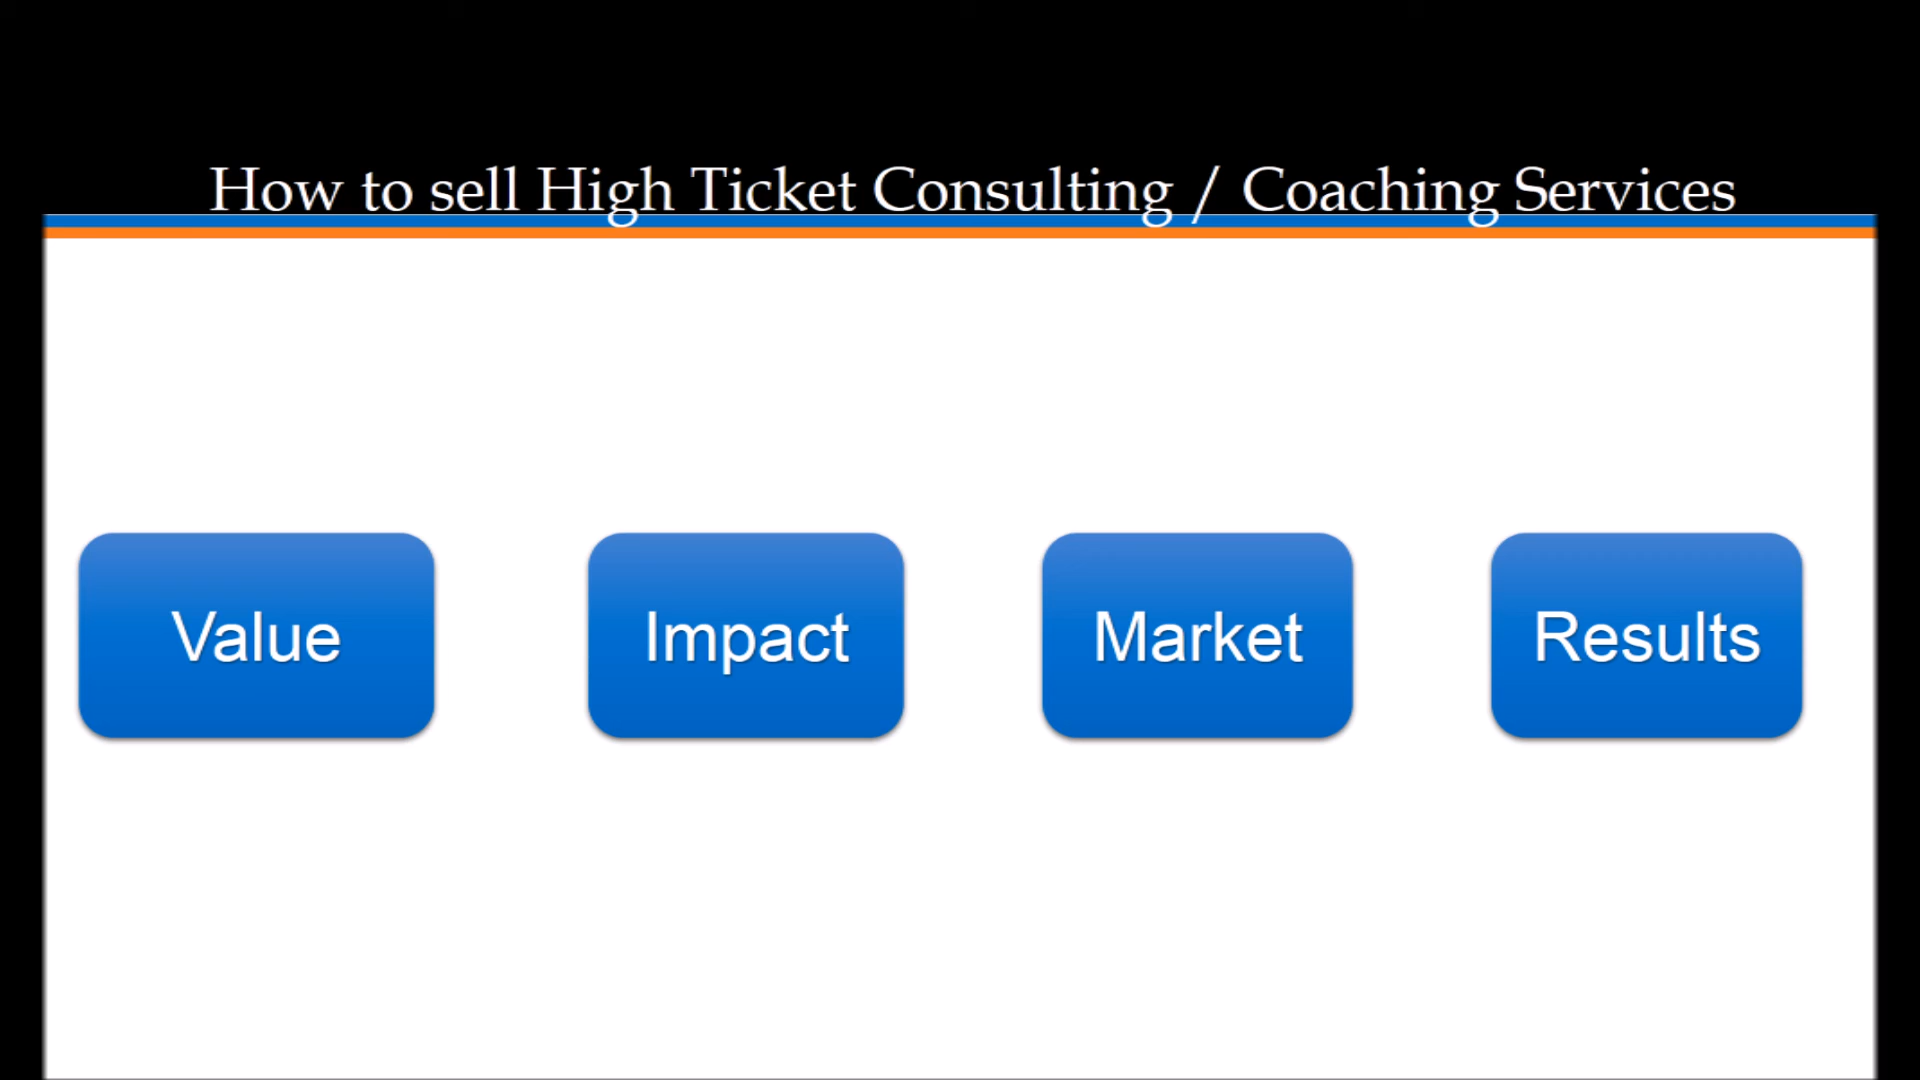 How to sell High Ticket Consulting / Coaching Services
Value
Impact
Market
Results